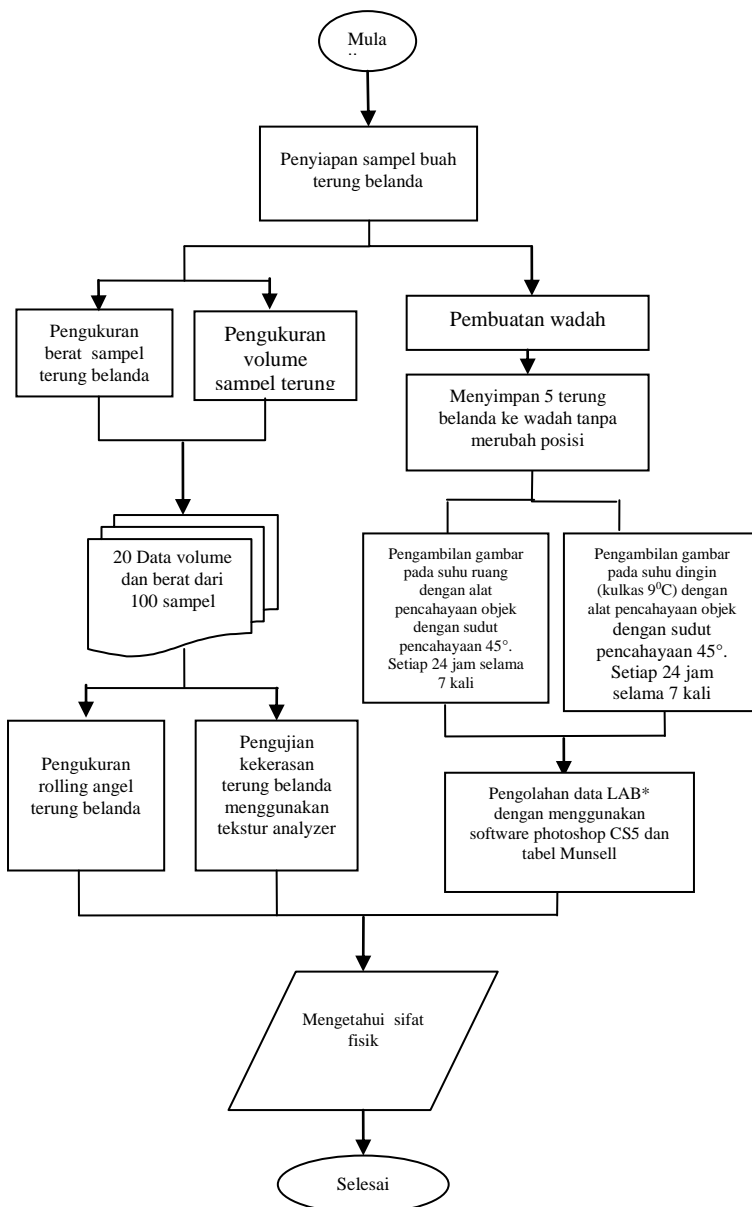 Mula
Penyiapan sampel buah
terung belanda
Pengukuran
berat sampel
terung belanda
Pengukuran
volume
sampel terung
Pembuatan wadah
Menyimpan 5 terung
belanda ke wadah tanpa
merubah posisi
20 Data volume
dan berat dari
100 sampel
Pengambilan gambar
pada suhu ruang
dengan alat
pencahayaan objek
dengan sudut
pencahayaan 45°.
Setiap 24 jam selama
7 kali
Pengambilan gambar
pada suhu dingin
(kulkas 9⁰C) dengan
alat pencahayaan objek
dengan sudut
pencahayaan 45°.
Setiap 24 jam
selama 7 kali
Pengukuran
rolling angel
terung belanda
Pengujian
kekerasan
terung belanda
menggunakan
tekstur analyzer
Pengolahan data LAB*
dengan menggunakan
software photoshop CS5 dan
tabel Munsell
Mengetahui sifat
fisik
Selesai